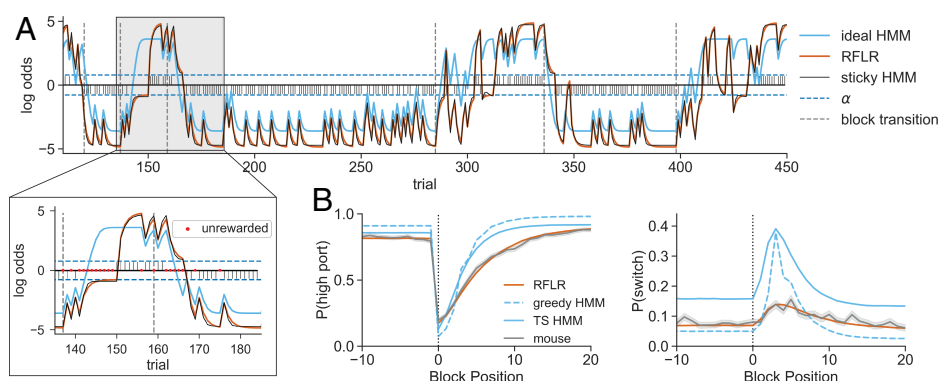 A
log odds
5
0
−5
150
200
250
300
350
400
450
trial
ideal HMM
RFLR
sticky HMM
α
block transition
log odds
5
0
−5
unrewarded
140
150
160
170
180
trial
B
P(high port)
1.0
0.5
0.0
RFLR
greedy HMM
TS HMM
mouse
−10
0
10
20
Block Position
P(switch)
0.4
0.3
0.2
0.1
0.0
−10
0
10
20
Block Position